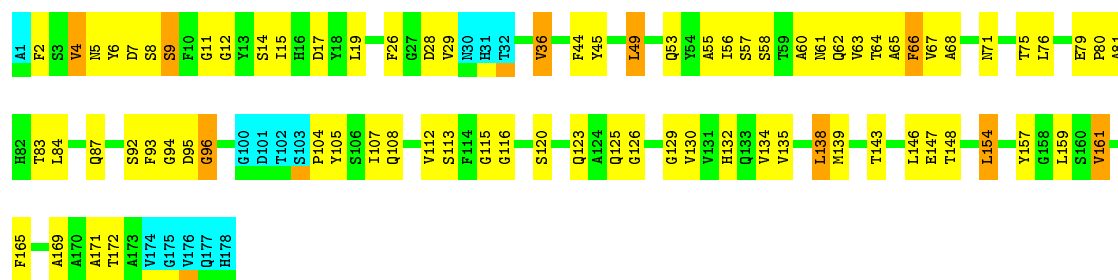 A1 F2 S3 V4 N5 Y6 D7 S8 S9 F10 G11 G12 Y13 S14 I15 H16 D17 Y18 L19 F26 G27 D28 V29 N30 H31 T32 V36 F44 Y45 L49 Q53 Y54 A55 I56 S57 S58 T59 A60 N61 Q62 V63 T64 A65 F66 V67 A68 N71 T75 L76 E79 P80 A81
H82 T83 L84 Q87 S92 F93 G94 D95 G96 G100 D101 T102 S103 P104 Y105 S106 I107 Q108 V112 S113 F114 G115 G116 S120 Q123 A124 Q125 G126 G129 V130 V131 H132 Q133 V134 V135 L138 M139 T143 L146 E147 T148 L154 Y157 G158 L159 S160 V161
F165 A169 A170 A171 T172 A173 V174 G175 V176 Q177 H178